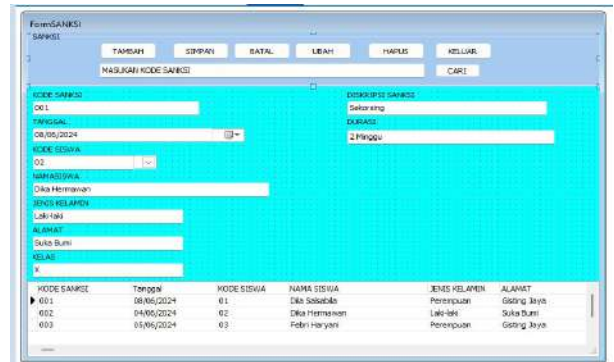 FormSANKSI
SANKSI
TAMBAH SIMPAN BATAL UBAH HAPUS KELUAR
MASUKAN KODE SANKSI CARI
KODE SANKSI DISKRIPSI SANKSI
001 Sekorsing
TANGGAL DURASI
08/06/2024 2 Minggu
KODE SISWA
02
NAMASISWA
Dika Hermawan
JENIS KELAMIN
Laki-laki
ALAMAT
Suka Bumi
KELAS
X
KODE SANKSI Tanggal KODE SISWA NAMA SISWA JENIS KELAMIN ALAMAT
001 08/06/2024 01 Dila Salsabila Perempuan Gisting Jaya
002 04/06/2024 02 Dika Hermawan Laki-laki Suka Bumi
003 05/06/2024 03 Febri Haryani Perempuan Gisting Jaya